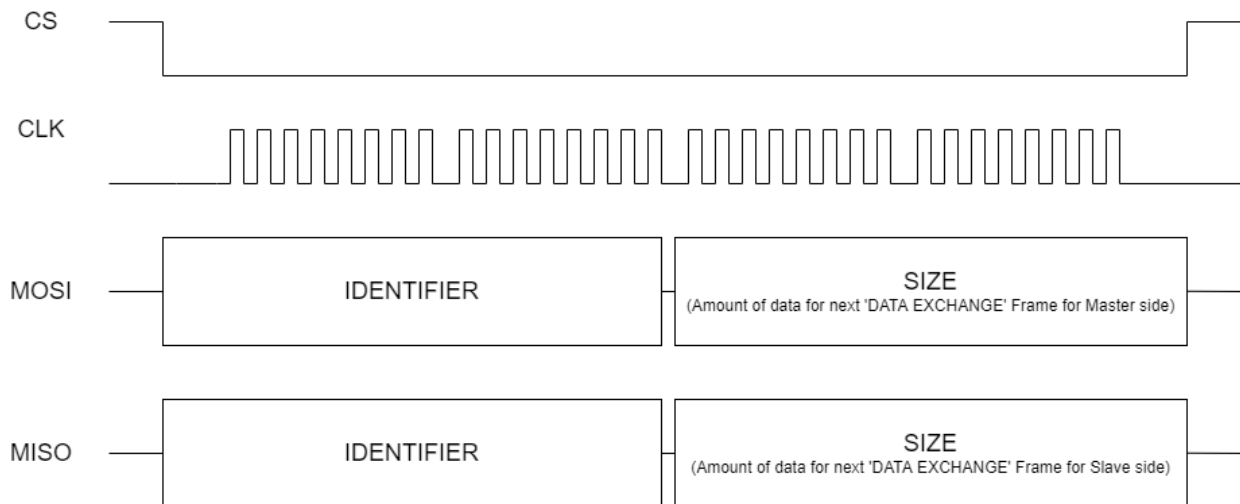 CS
CLK
MOSI
IDENTIFIER
SIZE
(Amount of data for next 'DATA EXCHANGE' Frame for Master side)
MISO
IDENTIFIER
SIZE
(Amount of data for next 'DATA EXCHANGE' Frame for Slave side)